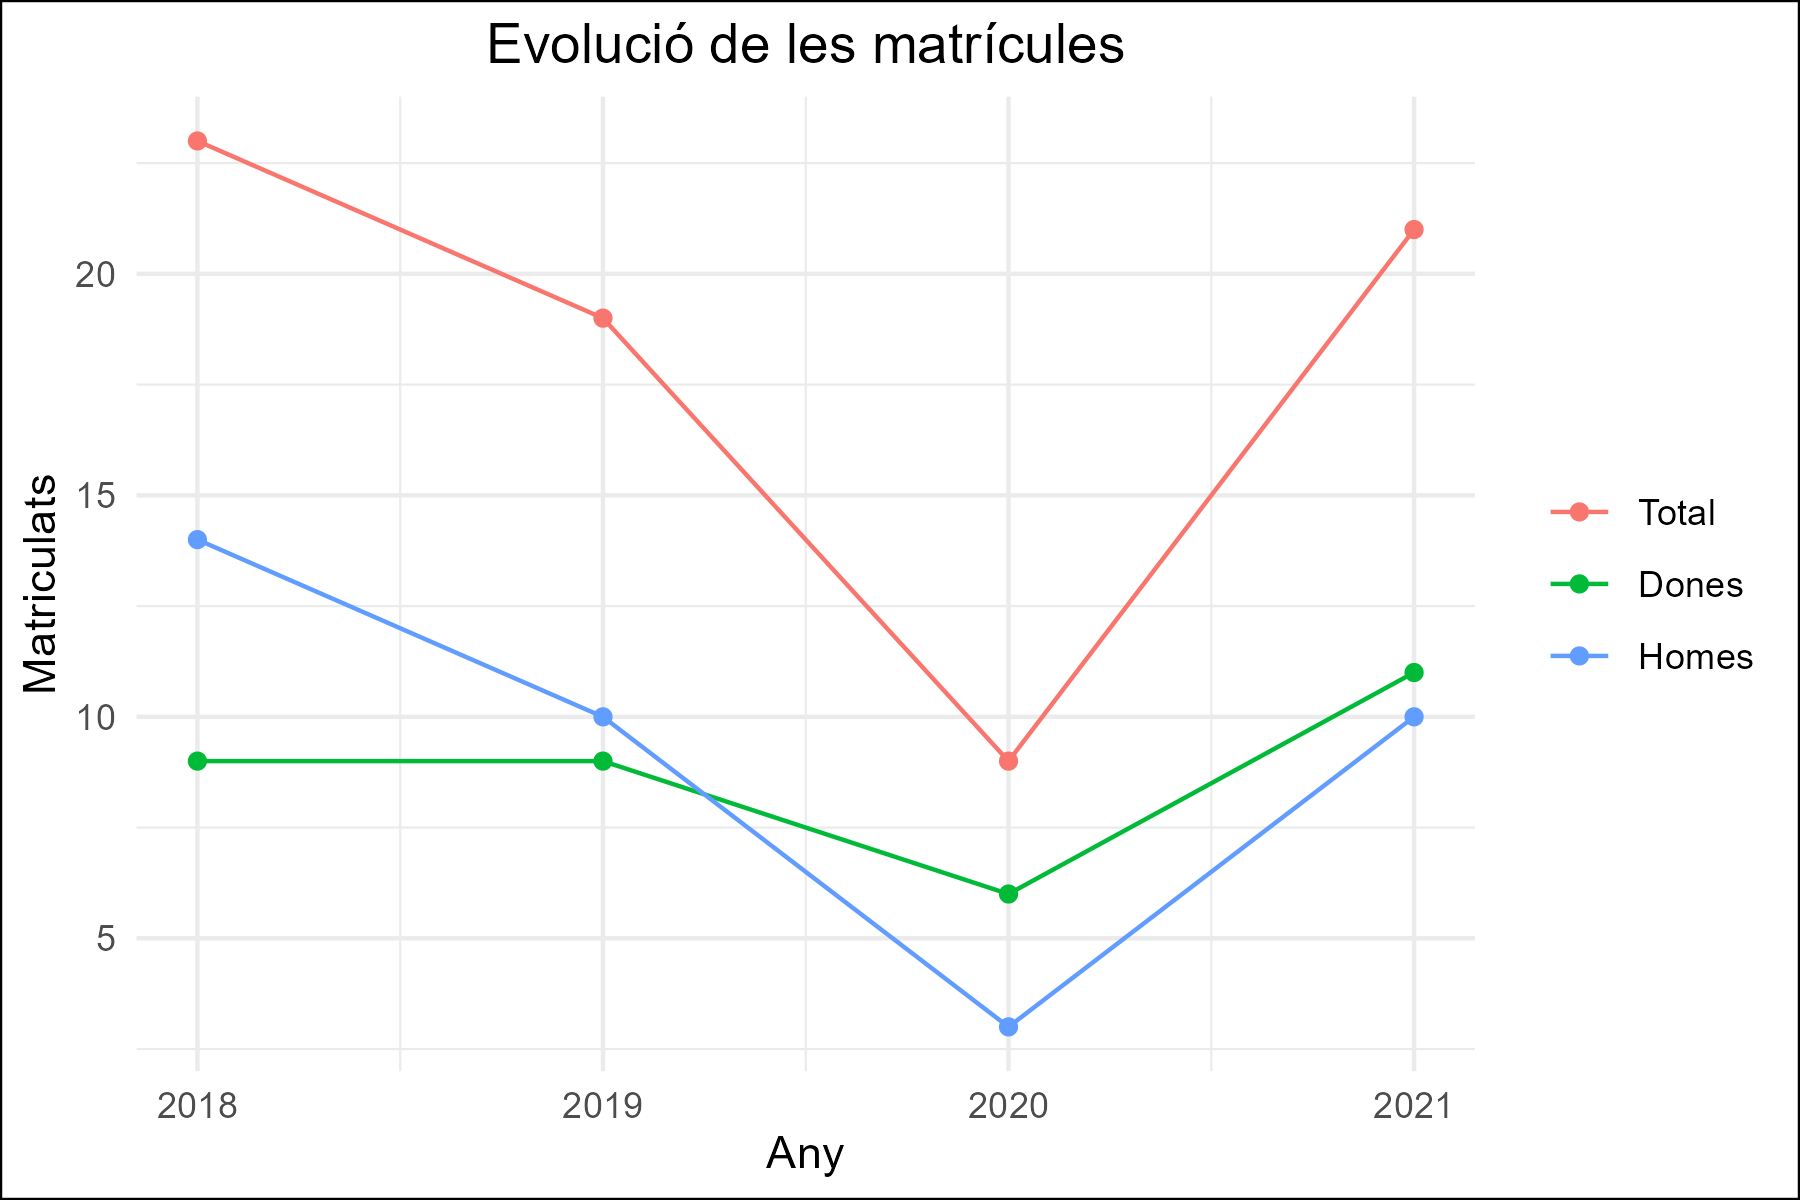 Evolució de les matrícules
Matriculats
20
15
10
5
2018 2019 2020 2021
Any
Total
Dones
Homes